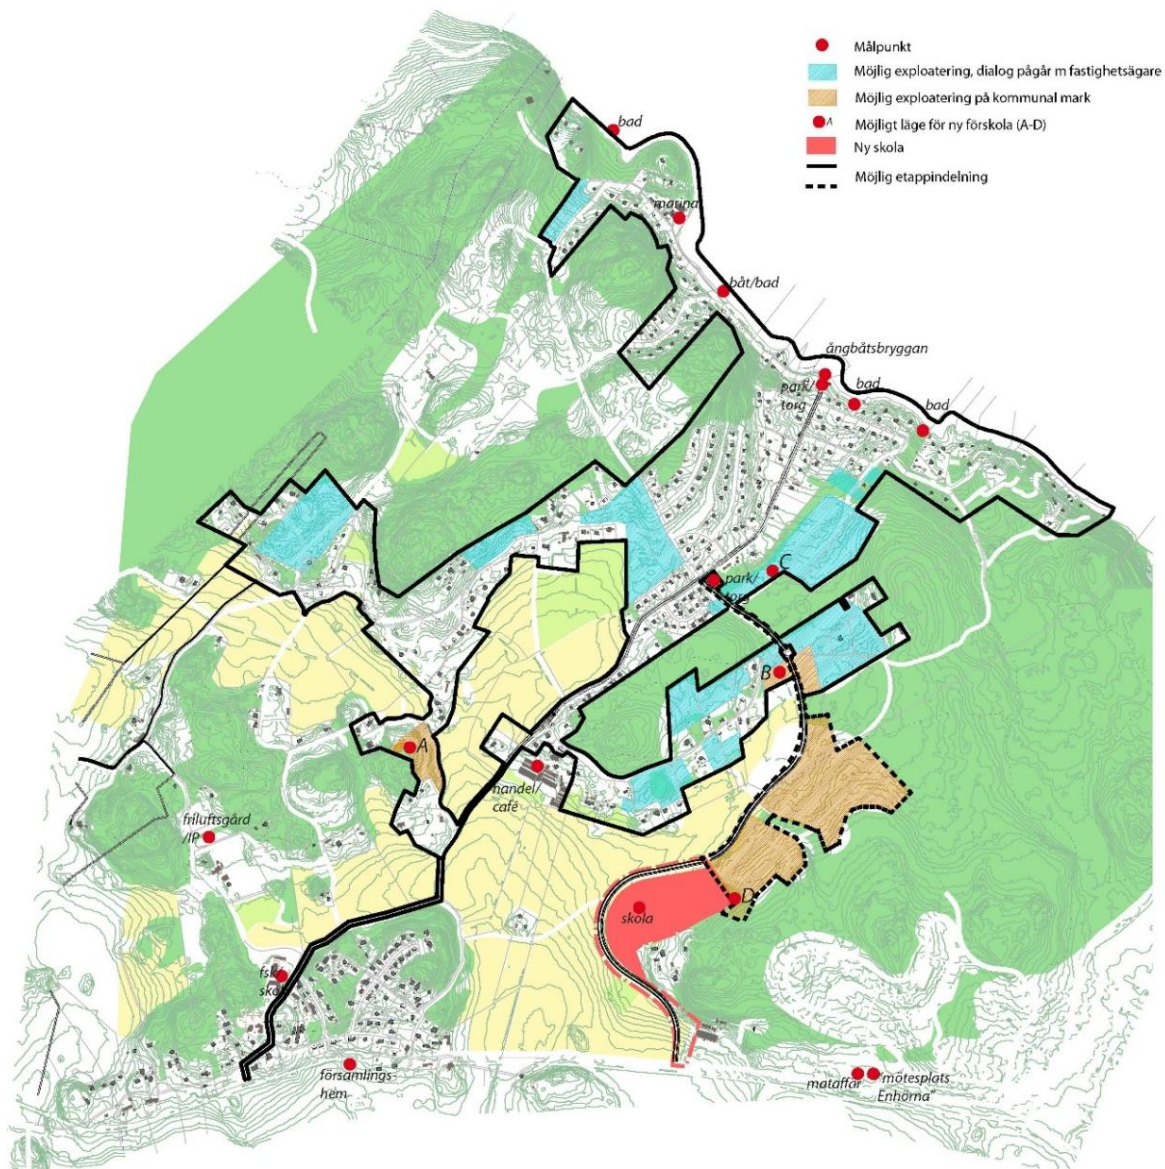 Målpunkt
Möjlig exploatering, dialog pågår m fastighetsägare
Möjlig exploatering på kommunal mark
A
Möjligt läge för ny förskola (A-D)
Ny skola
Möjlig etappindelning
bad
marina
båt/bad
ångbåtsbryggan
park/
torg
bad
bad
C
park/
torg
B
A
handel/
café
friluftsgård
/IP
D
skola
fsk
skol
församlings-
hem
mataffär
mötesplats
Enhörna"